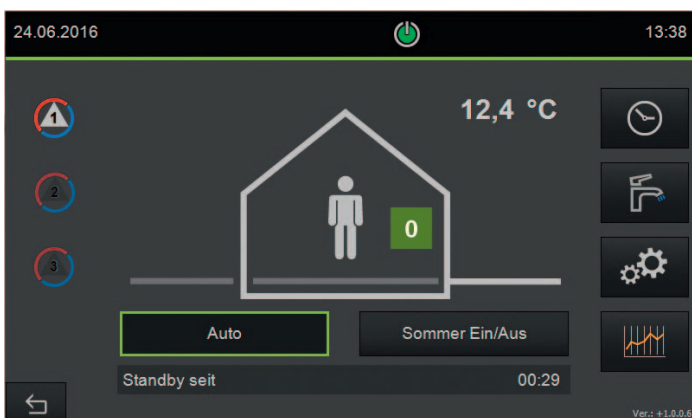 24.06.2016 13:38
12,4 °C
1
2
0
3
Auto Sommer Ein/Aus
Standby seit 00:29
Ver.: +1.0.0.6